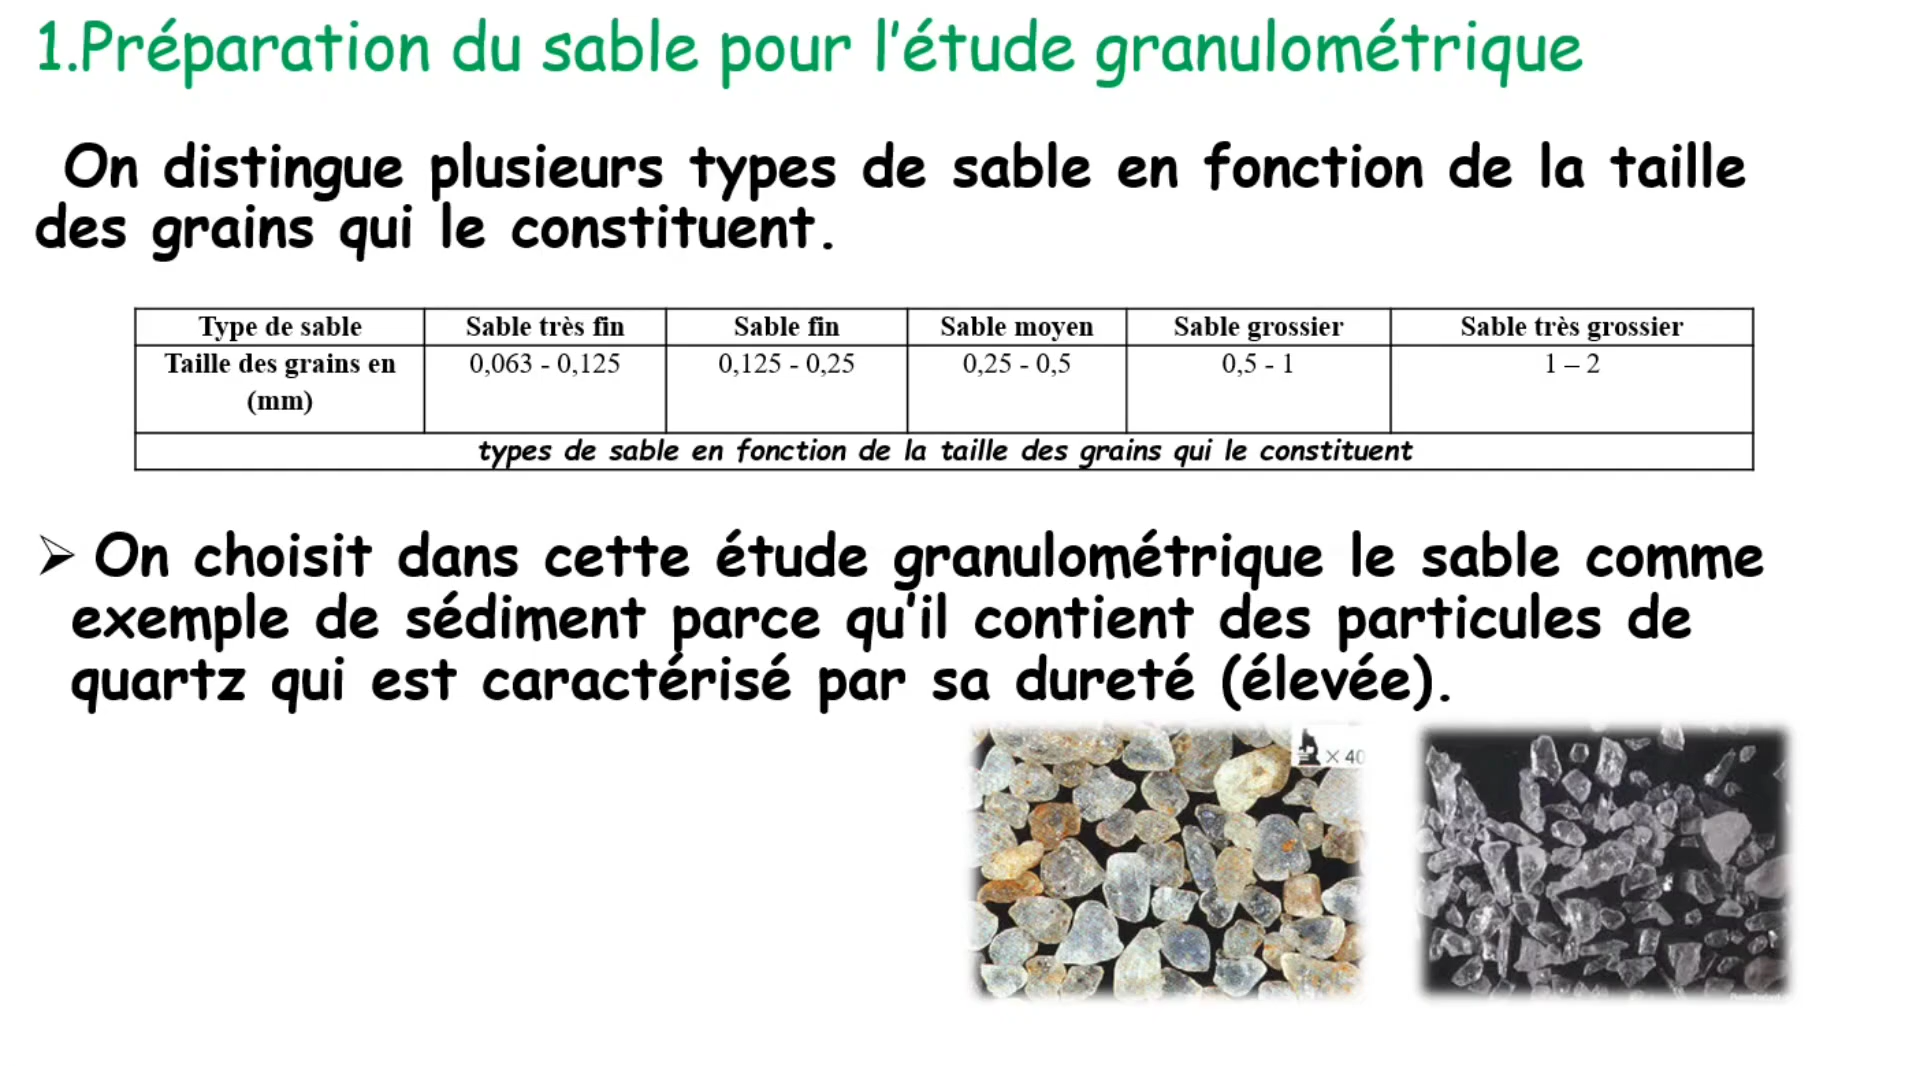 1.Préparation du sable pour l’étude granulométrique
On distingue plusieurs types de sable en fonction de la taille
des grains qui le constituent.
Type de sable Sable très fin Sable fin Sable moyen Sable grossier Sable très grossier
Taille des grains en (mm) 0,063 - 0,125 0,125 - 0,25 0,25 - 0,5 0,5 - 1 1 – 2
types de sable en fonction de la taille des grains qui le constituent
➢ On choisit dans cette étude granulométrique le sable comme
exemple de sédiment parce qu’il contient des particules de
quartz qui est caractérisé par sa dureté (élevée).
× 40